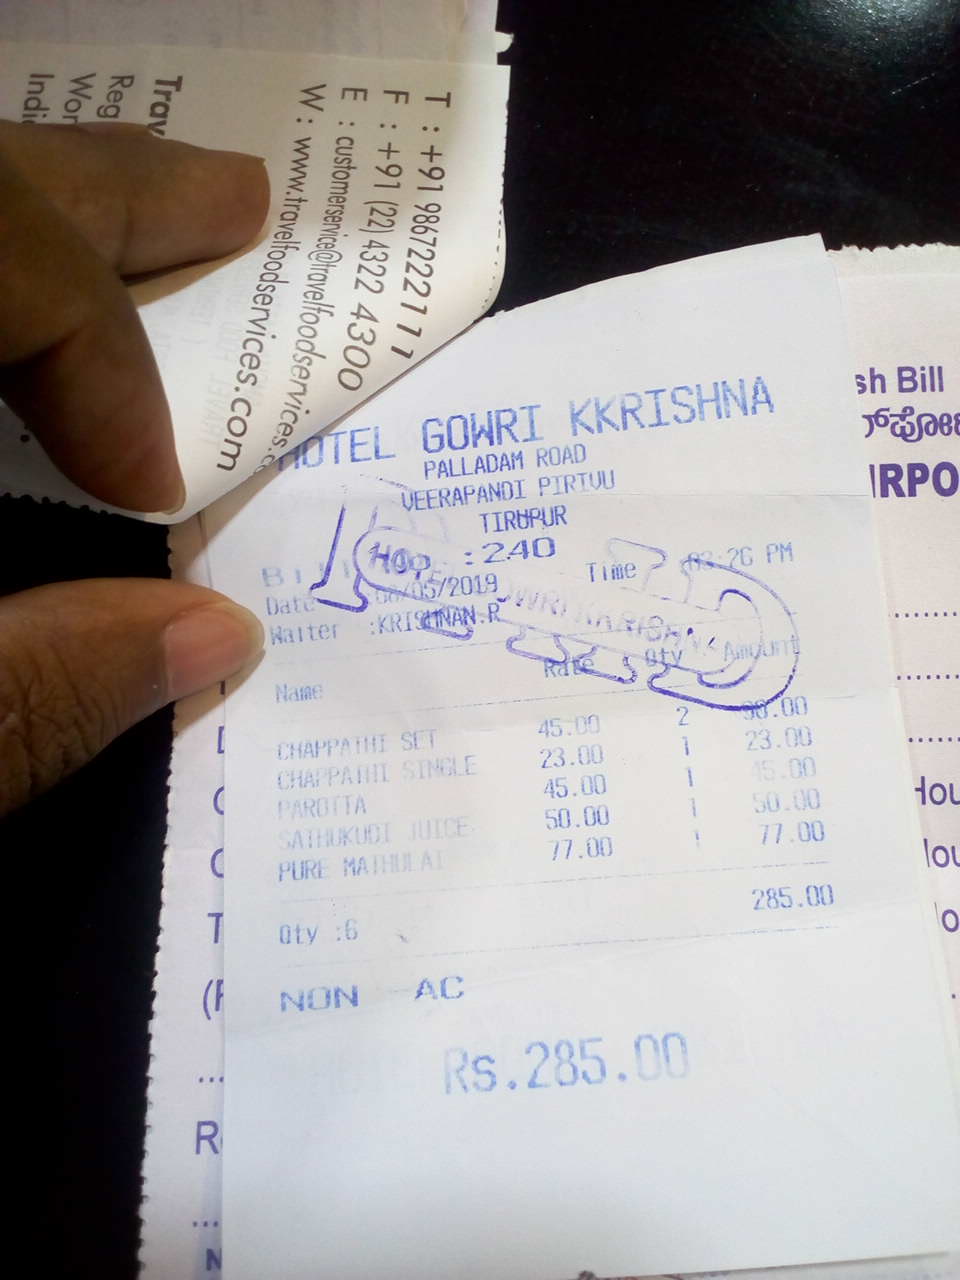 T : +91 9867222111
F : +91 (22) 4322 4300
E : customerservice@travelfoodservices.c
W : www.travelfoodservices.com
Trav
Reg
Wor
Indi
HOTEL GOWRI KKRISHNA
PALLADAM ROAD
VEERAPANDI PIRIVU
TIRUPUR
Bill No :240 Time 03:26 PM
Date :08/05/2019
Waiter :KRISHNAN.R
HOTEL GOWRI KKRISHNA
Name Rate Qty Amount
CHAPPATHI SET 45.00 2 90.00
CHAPPATHI SINGLE 23.00 1 23.00
PAROTTA 45.00 1 45.00
SATHUKUDI JUICE 50.00 1 50.00
PURE MATHULAI 77.00 1 77.00
285.00
Qty :6
NON AC
Rs.285.00
sh Bill
IRPO
Hou